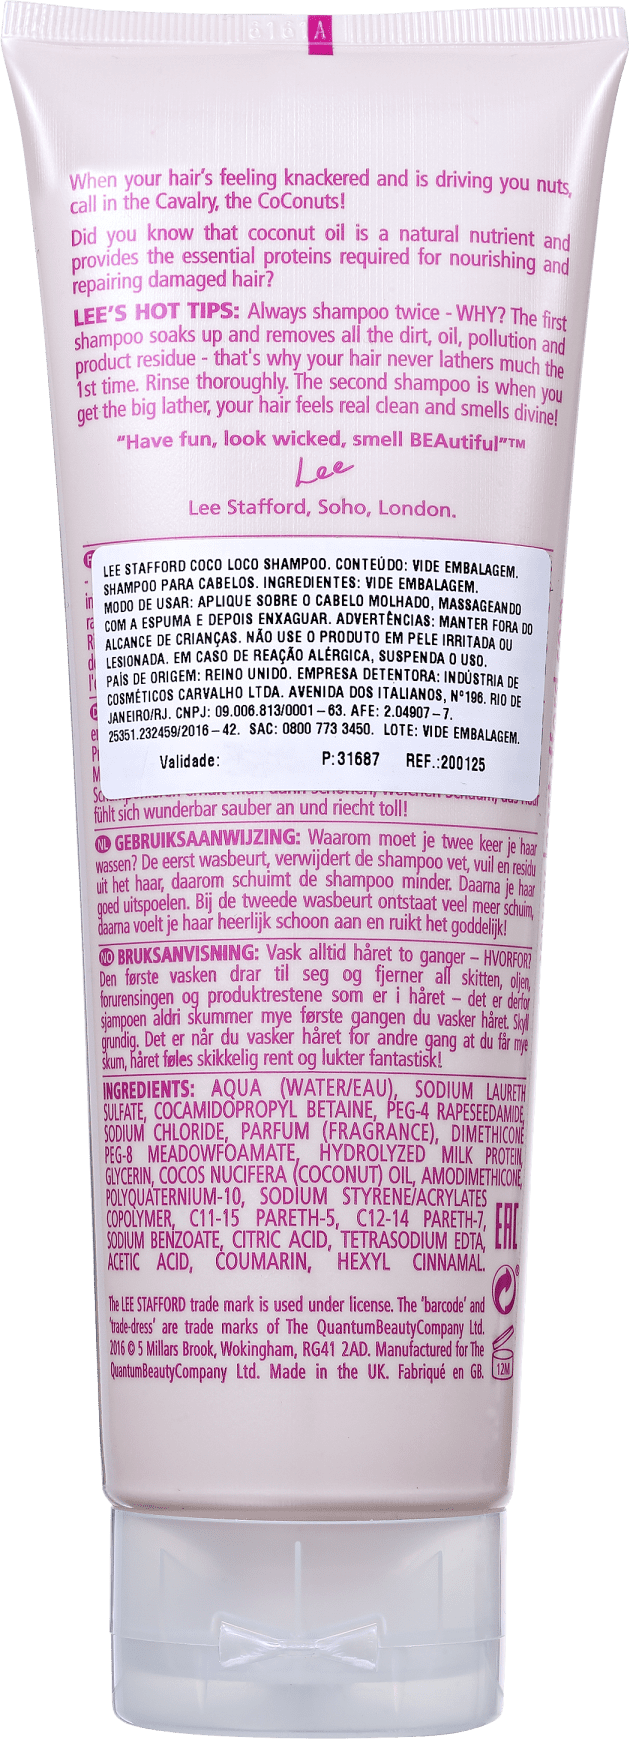 A
When your hair's feeling knackered and is driving you nuts,
call in the Cavalry, the CoConuts!
Did you know that coconut oil is a natural nutrient and
provides the essential proteins required for nourishing and
repairing damaged hair?
LEE'S HOT TIPS: Always shampoo twice - WHY? The first
shampoo soaks up and removes all the dirt, oil, pollution and
product residue - that's why your hair never lathers much the
1st time. Rinse thoroughly. The second shampoo is when you
get the big lather, your hair feels real clean and smells divine!
"Have fun, look wicked, smell BEAutiful"™
Lee
Lee Stafford, Soho, London.
LEE STAFFORD COCO LOCO SHAMPOO. CONTEÚDO: VIDE EMBALAGEM.
SHAMPOO PARA CABELOS. INGREDIENTES: VIDE EMBALAGEM.
MODO DE USAR: APLIQUE SOBRE O CABELO MOLHADO, MASSAGEANDO
COM A ESPUMA E DEPOIS ENXAGUAR. ADVERTÊNCIAS: MANTER FORA DO
ALCANCE DE CRIANÇAS. NÃO USE O PRODUTO EM PELE IRRITADA OU
LESIONADA. EM CASO DE REAÇÃO ALÉRGICA, SUSPENDA O USO.
PAÍS DE ORIGEM: REINO UNIDO. EMPRESA DETENTORA: INDÚSTRIA DE
COSMÉTICOS CARVALHO LTDA. AVENIDA DOS ITALIANOS, Nº196. RIO DE
JANEIRO/RJ. CNPJ: 09.006.813/0001-63. AFE: 2.04907-7.
25351.232459/2016-42. SAC: 0800 773 3450. LOTE: VIDE EMBALAGEM.
Validade: P:31687 REF.:200125
fühlt sich wunderbar sauber an und riecht toll!
NL GEBRUIKSAANWIJZING: Waarom moet je twee keer je haar
wassen? De eerst wasbeurt, verwijdert de shampoo vet, vuil en residu
uit het haar, daarom schuimt de shampoo minder. Daarna je haar
goed uitspoelen. Bij de tweede wasbeurt ontstaat veel meer schuim,
daarna voelt je haar heerlijk schoon aan en ruikt het goddelijk!
NO BRUKSANVISNING: Vask alltid håret to ganger – HVORFOR?
Den første vasken drar til seg og fjerner all skitten, oljen,
forurensingen og produktrestene som er i håret – det er derfor
sjampoen aldri skummer mye første gangen du vasker håret. Skyll
grundig. Det er når du vasker håret for andre gang at du får mye
skum, håret føles skikkelig rent og lukter fantastisk!
INGREDIENTS: AQUA (WATER/EAU), SODIUM LAURETH
SULFATE, COCAMIDOPROPYL BETAINE, PEG-4 RAPESEEDAMIDE,
SODIUM CHLORIDE, PARFUM (FRAGRANCE), DIMETHICONE
PEG-8 MEADOWFOAMATE, HYDROLYZED MILK PROTEIN,
GLYCERIN, COCOS NUCIFERA (COCONUT) OIL, AMODIMETHICONE,
POLYQUATERNIUM-10, SODIUM STYRENE/ACRYLATES
COPOLYMER, C11-15 PARETH-5, C12-14 PARETH-7,
SODIUM BENZOATE, CITRIC ACID, TETRASODIUM EDTA,
ACETIC ACID, COUMARIN, HEXYL CINNAMAL.
EAC
The LEE STAFFORD trade mark is used under license. The 'barcode' and
'trade-dress' are trade marks of The QuantumBeautyCompany Ltd.
2016 © 5 Millars Brook, Wokingham, RG41 2AD. Manufactured for The
QuantumBeautyCompany Ltd. Made in the UK. Fabriqué en GB.
12M